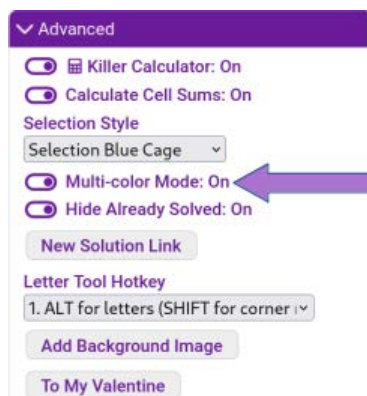 Advanced
Killer Calculator: On
Calculate Cell Sums: On
Selection Style
Selection Blue Cage
Multi-color Mode: On
Hide Already Solved: On
New Solution Link
Letter Tool Hotkey
1. ALT for letters (SHIFT for corner
Add Background Image
To My Valentine